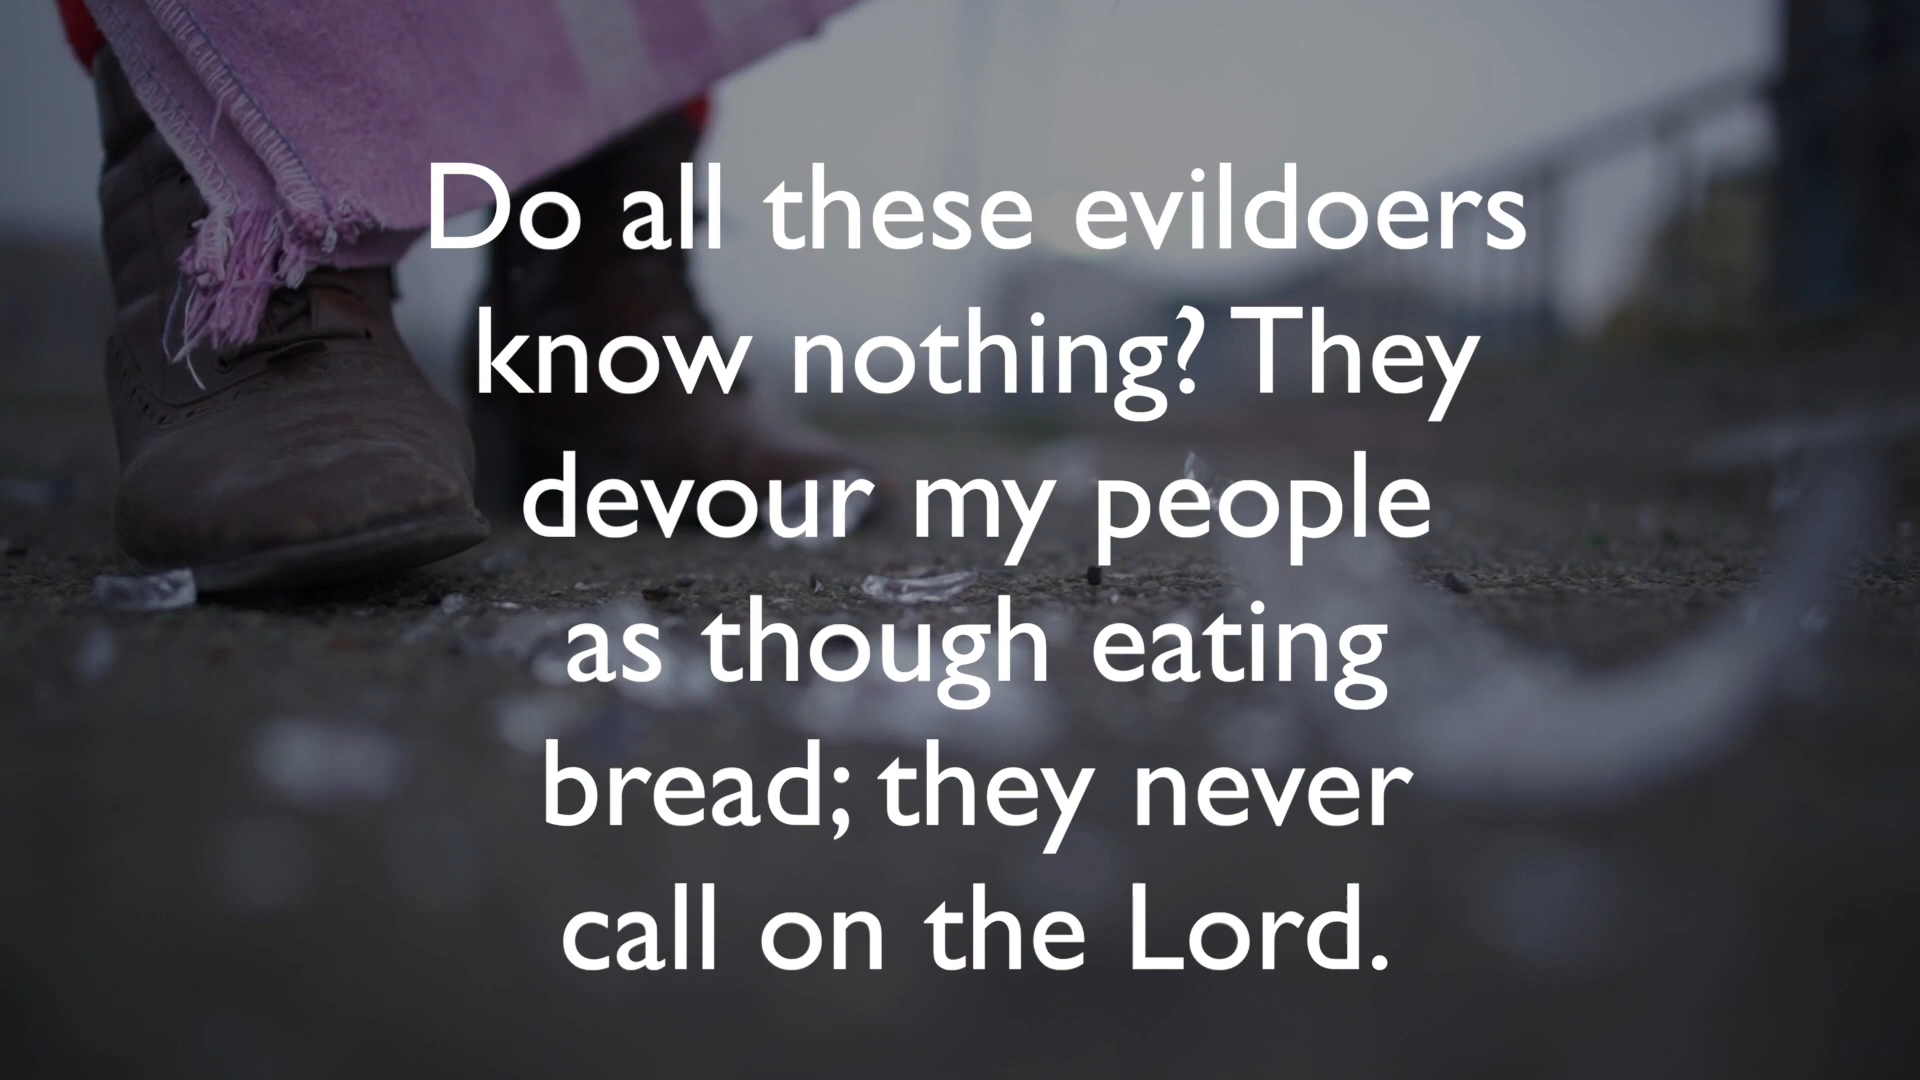 Do all these evildoers
know nothing? They
devour my people
as though eating
bread; they never
call on the Lord.